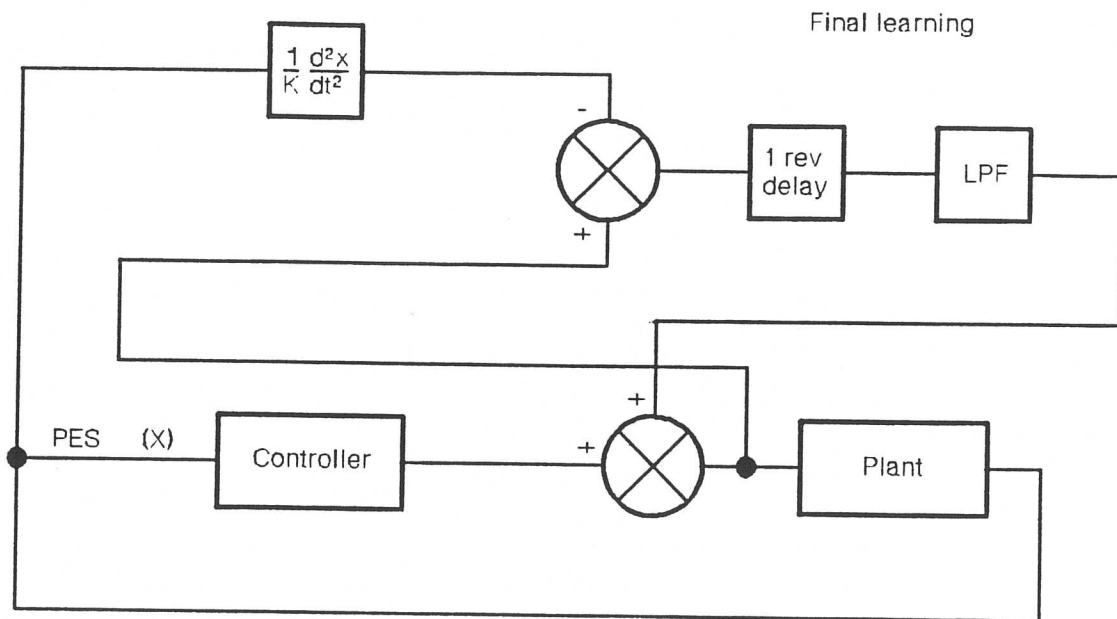 Final learning
1/K d²x/dt²
-
1 rev
delay
LPF
+
+
PES (X)
+
Controller
Plant